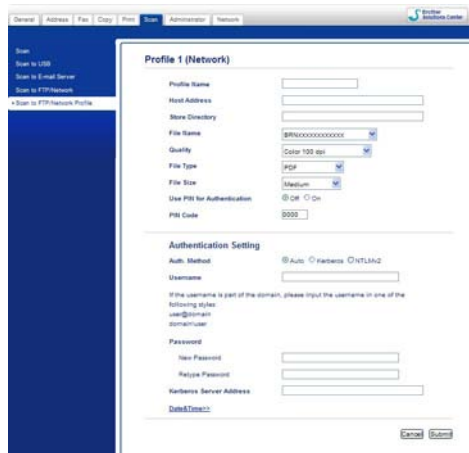 General Address Fax Copy Print Scan Administrator Network
Brother
Solutions Center
Scan
Scan to USB
Scan to E-mail Server
Scan to FTP/Network
Scan to FTP/Network Profile
Profile 1 (Network)
Profile Name
Host Address
Store Directory
File Name BRNxxxxxxxxxxxx
Quality Color 100 dpi
File Type PDF
File Size Medium
Use PIN for Authentication Off On
PIN Code 0000
Authentication Setting
Auth. Method Auto Kerberos NTLMv2
Username
If the username is part of the domain, please input the username in one of the
following styles:
user@domain
domain\user
Password
New Password
Retype Password
Kerberos Server Address
Date&Time>>
Cancel Submit